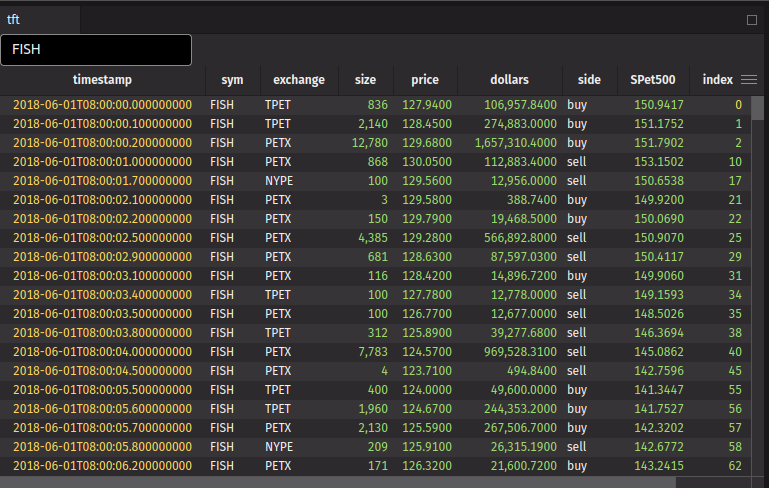 tft
FISH
timestamp sym exchange size price dollars side SPet500 index
2018-06-01T08:00:00.000000000 FISH TPET 836 127.9400 106,957.8400 buy 150.9417 0
2018-06-01T08:00:00.100000000 FISH TPET 2,140 128.4500 274,883.0000 buy 151.1752 1
2018-06-01T08:00:00.200000000 FISH PETX 12,780 129.6800 1,657,310.4000 buy 151.7902 2
2018-06-01T08:00:01.000000000 FISH PETX 868 130.0500 112,883.4000 sell 153.1502 10
2018-06-01T08:00:01.700000000 FISH NYPE 100 129.5600 12,956.0000 sell 150.6538 17
2018-06-01T08:00:02.100000000 FISH PETX 3 129.5800 388.7400 buy 149.9200 21
2018-06-01T08:00:02.200000000 FISH PETX 150 129.7900 19,468.5000 buy 150.0690 22
2018-06-01T08:00:02.500000000 FISH PETX 4,385 129.2800 566,892.8000 sell 150.9070 25
2018-06-01T08:00:02.900000000 FISH PETX 681 128.6300 87,597.0300 sell 150.4117 29
2018-06-01T08:00:03.100000000 FISH PETX 116 128.4200 14,896.7200 buy 149.9060 31
2018-06-01T08:00:03.400000000 FISH TPET 100 127.7800 12,778.0000 sell 149.1593 34
2018-06-01T08:00:03.500000000 FISH PETX 100 126.7700 12,677.0000 sell 148.5026 35
2018-06-01T08:00:03.800000000 FISH TPET 312 125.8900 39,277.6800 sell 146.3694 38
2018-06-01T08:00:04.000000000 FISH PETX 7,783 124.5700 969,528.3100 sell 145.0862 40
2018-06-01T08:00:04.500000000 FISH PETX 4 123.7100 494.8400 sell 142.7596 45
2018-06-01T08:00:05.500000000 FISH TPET 400 124.0000 49,600.0000 buy 141.3447 55
2018-06-01T08:00:05.600000000 FISH TPET 1,960 124.6700 244,353.2000 buy 141.7527 56
2018-06-01T08:00:05.700000000 FISH PETX 2,130 125.5900 267,506.7000 buy 142.3202 57
2018-06-01T08:00:05.800000000 FISH NYPE 209 125.9100 26,315.1900 sell 142.6772 58
2018-06-01T08:00:06.200000000 FISH PETX 171 126.3200 21,600.7200 buy 143.2415 62